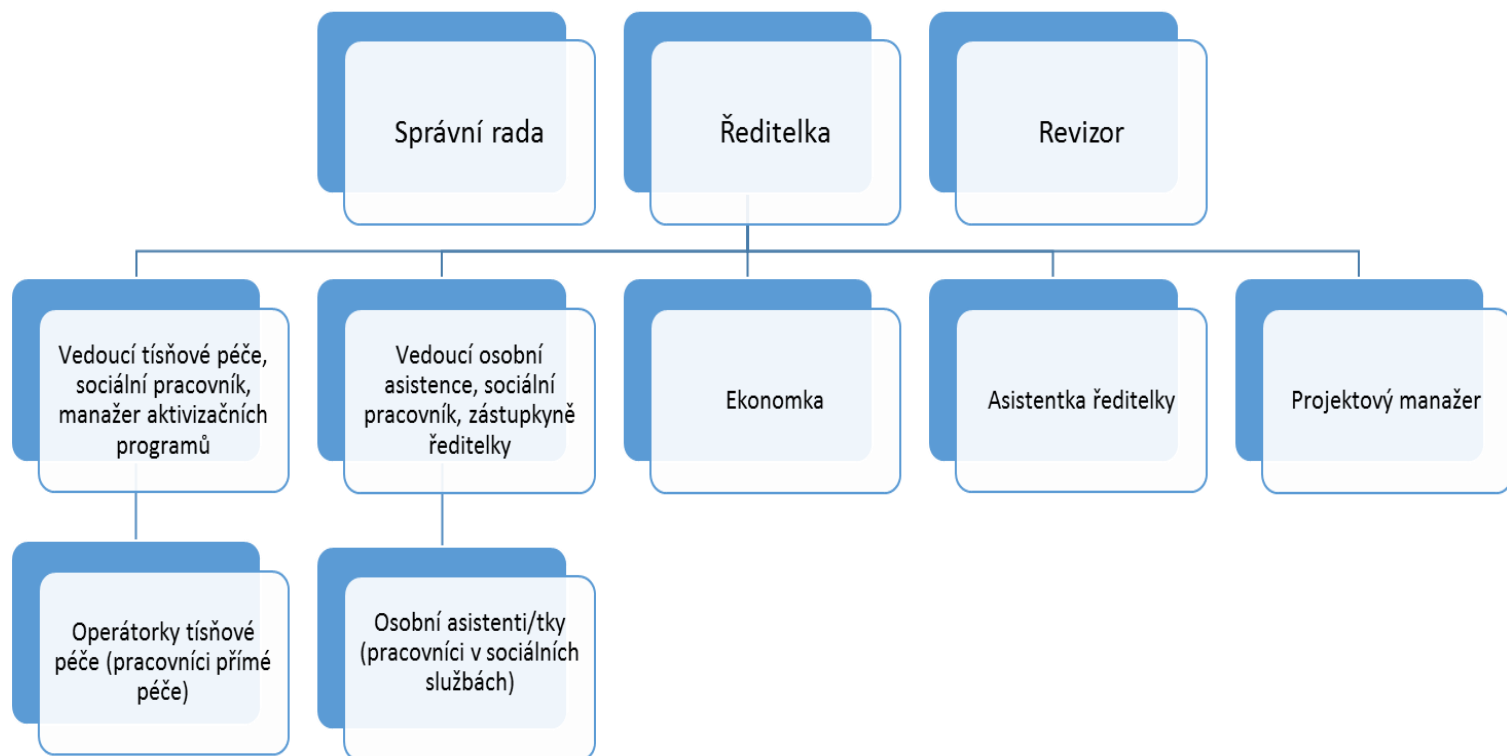 Správní rada
Ředitelka
Revizor
Vedoucí tísňové péče,
sociální pracovník,
manažer aktivizačních
programů
Vedoucí osobní
asistence, sociální
pracovník, zástupkyně
ředitelky
Ekonomka
Asistentka ředitelky
Projektový manažer
Operátorky tísňové
péče (pracovníci přímé
péče)
Osobní asistenti/tky
(pracovníci v sociálních
službách)